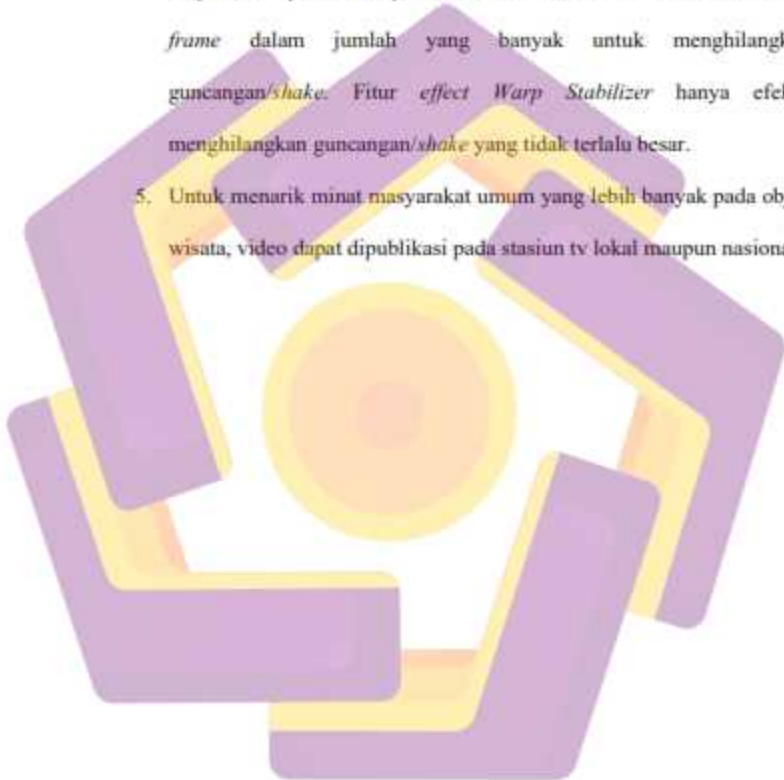 frame dalam jumlah yang banyak untuk menghilangk
guncangan/shake. Fitur effect Warp Stabilizer hanya efel
menghilangkan guncangan/shake yang tidak terlalu besar.
5. Untuk menarik minat masyarakat umum yang lebih banyak pada ob
wisata, video dapat dipublikasi pada stasiun tv lokal maupun nasiona